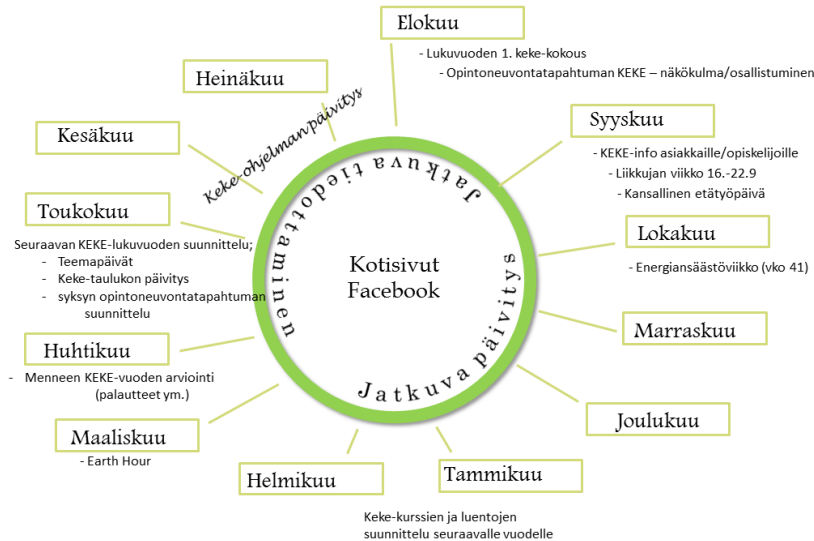 Elokuu
- Lukuvuoden 1. keke-kokous
- Opintoneuvontatapahtuman KEKE – näkökulma/osallistuminen
Syyskuu
- KEKE-info asiakkaille/opiskelijoille
- Liikkujan viikko 16.-22.9
- Kansallinen etätyöpäivä
Lokakuu
- Energiansäästöviikko (vko 41)
Marraskuu
Joulukuu
Tammikuu
Keke-kurssien ja luentojen
suunnittelu seuraavalle vuodelle
Helmikuu
Maaliskuu
- Earth Hour
Huhtikuu
- Menneen KEKE-vuoden arviointi
(palautteet ym.)
Toukokuu
Seuraavan KEKE-lukuvuoden suunnittelu;
- Teemapäivät
- Keke-taulukon päivitys
- syksyn opintoneuvontatapahtuman
suunnittelu
Kesäkuu
Heinäkuu
Keke-ohjelman päivitys
Jatkuva tiedottaminen
Jatkuva päivitys
Kotisivut
Facebook